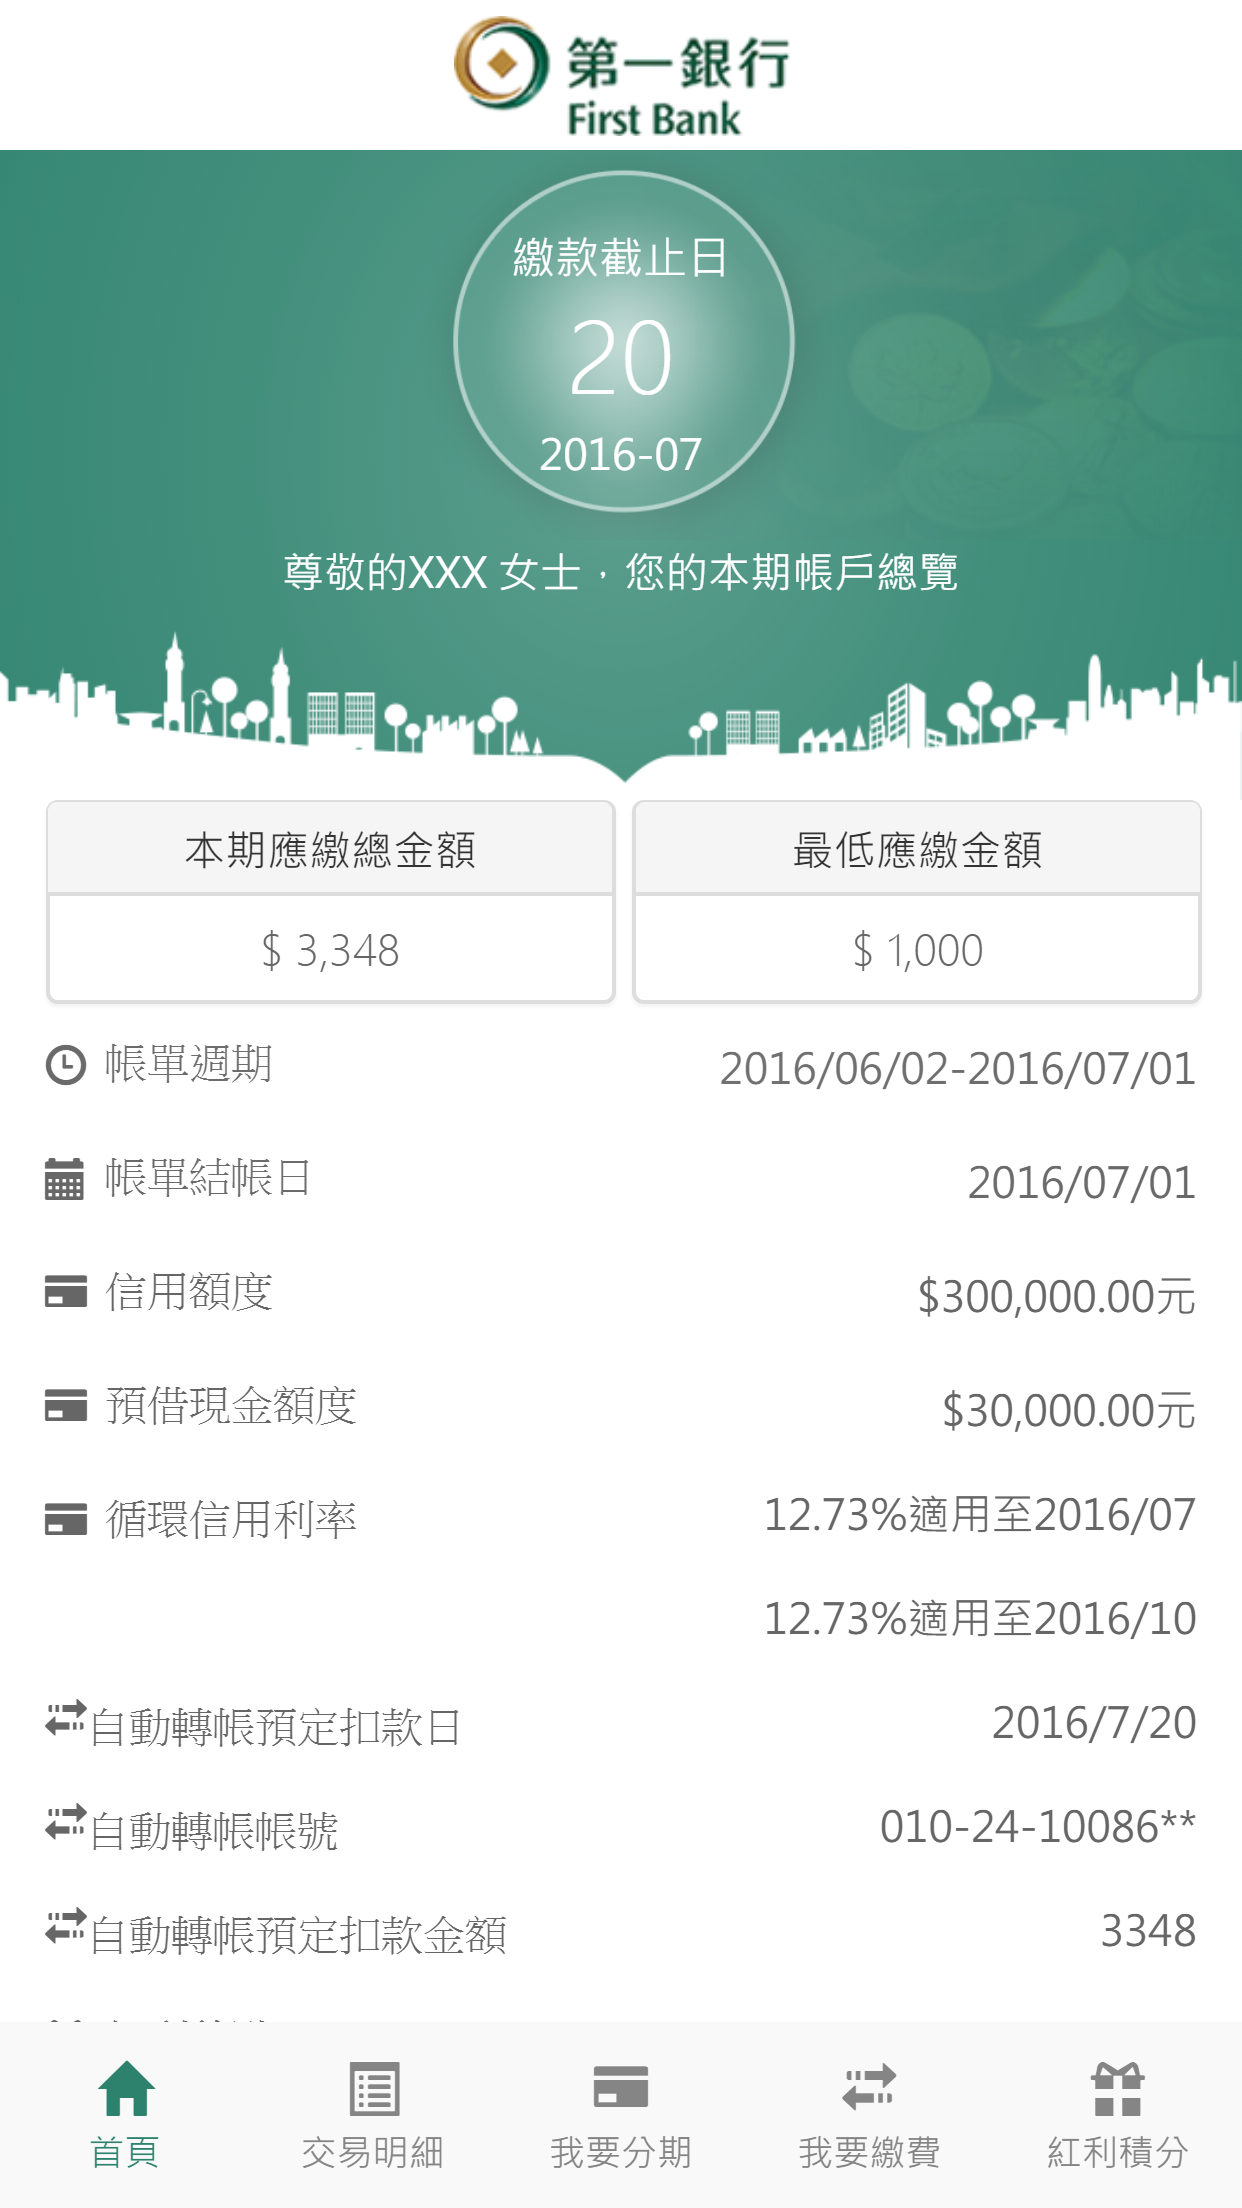 第一銀行
First Bank
繳款截止日
20
2016-07
尊敬的XXX 女士，您的本期帳戶總覽
本期應繳總金額
最低應繳金額
$ 3,348
$ 1,000
帳單週期
2016/06/02-2016/07/01
帳單結帳日
2016/07/01
信用額度
$300,000.00元
預借現金額度
$30,000.00元
循環信用利率
12.73%適用至2016/07
12.73%適用至2016/10
自動轉帳預定扣款日
2016/7/20
自動轉帳帳號
010-24-10086**
自動轉帳預定扣款金額
3348
首頁
交易明細
我要分期
我要繳費
紅利積分